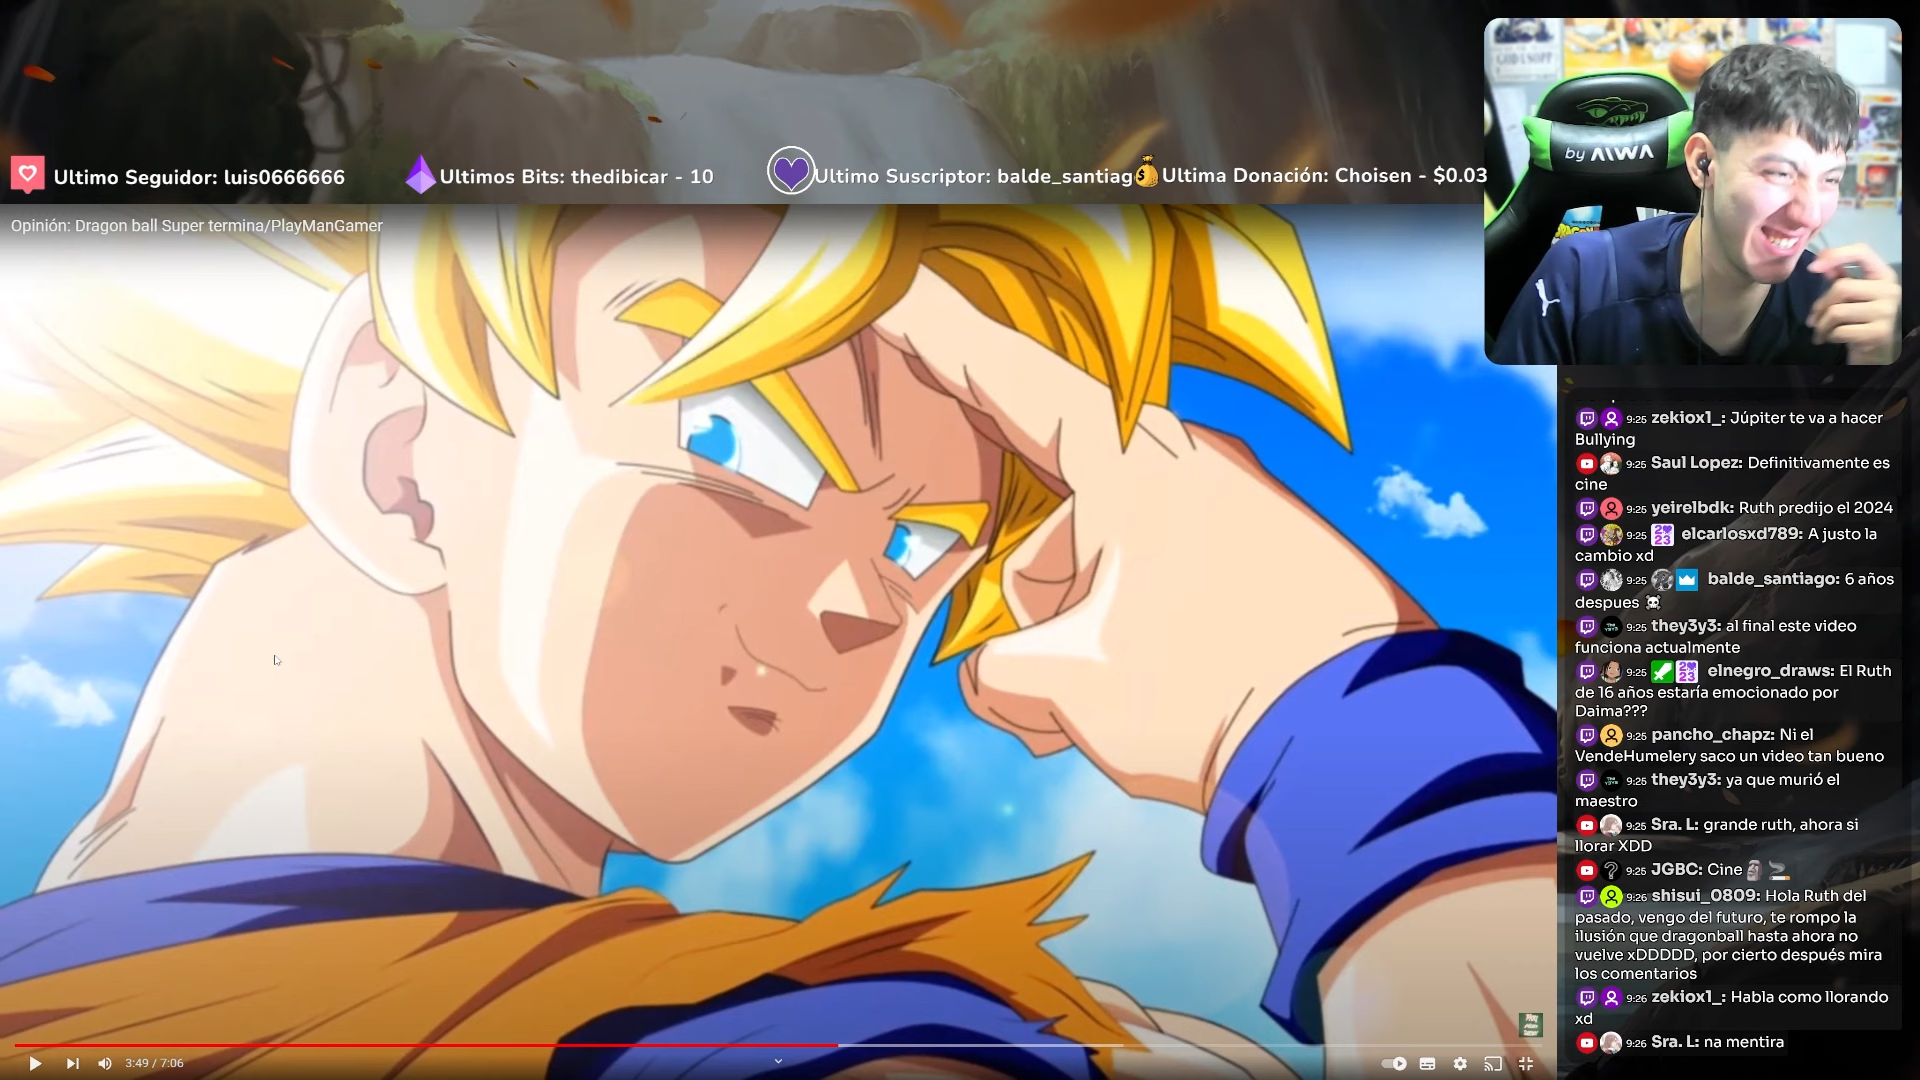 Ultimo Seguidor: luis0666666
Ultimos Bits: thedibicar - 10
Ultimo Suscriptor: balde_santiag
Ultima Donación: Choisen - $0.03
by AIWA
Opinión: Dragon ball Super termina/PlayManGamer
9:25 zekiox1_: Júpiter te va a hacer
Bullying
9:25 Saul Lopez: Definitivamente es
cine
9:25 yeirelbdk: Ruth predijo el 2024
9:25 elcarlosxd789: A justo la
cambio xd
9:25 balde_santiago: 6 años
despues ☠
9:25 they3y3: al final este video
funciona actualmente
9:25 elnegro_draws: El Ruth
de 16 años estaría emocionado por
Daima???
9:25 pancho_chapz: Ni el
VendeHumelery saco un video tan bueno
9:25 they3y3: ya que murió el
maestro
9:25 Sra. L: grande ruth, ahora si
llorar XDD
9:25 JGBC: Cine 🗿 🚬
9:26 shisui_0809: Hola Ruth del
pasado, vengo del futuro, te rompo la
ilusión que dragonball hasta ahora no
vuelve xDDDDD, por cierto después mira
los comentarios
9:26 zekiox1_: Habla como llorando
xd
9:26 Sra. L: na mentira
3:49 / 7:06